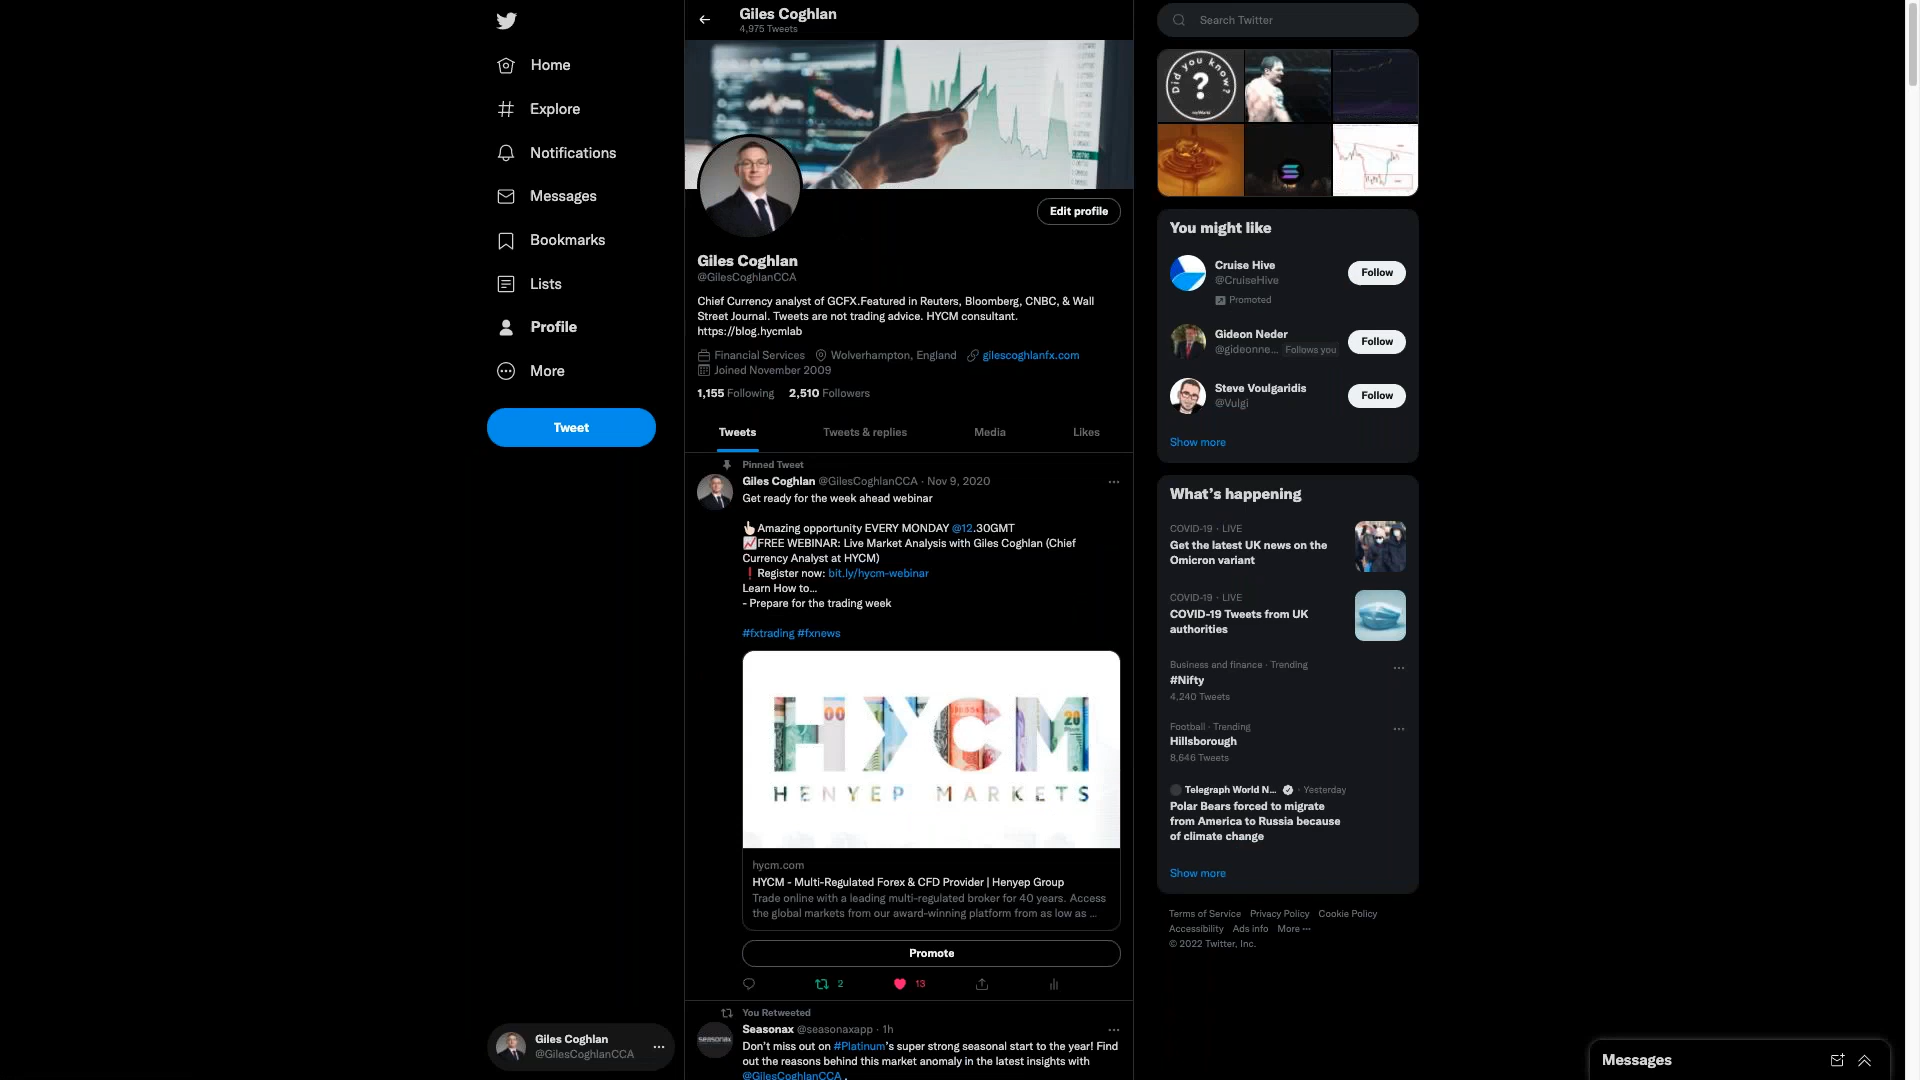 Giles Coghlan
4,975 Tweets
Home
Explore
Notifications
Messages
Bookmarks
Lists
Profile
More
Tweet
Edit profile
Giles Coghlan
@GilesCoghlanCCA
Chief Currency analyst of GCFX.Featured in Reuters, Bloomberg, CNBC, & Wall
Street Journal. Tweets are not trading advice. HYCM consultant.
https://blog.hycmlab
Financial Services Wolverhampton, England gilescoghlanfx.com
Joined November 2009
1,155 Following 2,510 Followers
Tweets Tweets & replies Media Likes
Pinned Tweet
Giles Coghlan @GilesCoghlanCCA · Nov 9, 2020
Get ready for the week ahead webinar
👆🏻Amazing opportunity EVERY MONDAY @12.30GMT
📈FREE WEBINAR: Live Market Analysis with Giles Coghlan (Chief
Currency Analyst at HYCM)
❗Register now: bit.ly/hycm-webinar
Learn How to...
- Prepare for the trading week
#fxtrading #fxnews
HYCM
HENYEP MARKETS
hycm.com
HYCM - Multi-Regulated Forex & CFD Provider | Henyep Group
Trade online with a leading multi-regulated broker for 40 years. Access
the global markets from our award-winning platform from as low as ...
Promote
2 13
You Retweeted
Seasonax @seasonaxapp · 1h
Don't miss out on #Platinum's super strong seasonal start to the year! Find
out the reasons behind this market anomaly in the latest insights with
@GilesCoghlanCCA .
Giles Coghlan
@GilesCoghlanCCA
Search Twitter
Did you know?
You might like
Cruise Hive
@CruiseHive
Promoted
Follow
Gideon Neder
@gideonne... Follows you
Follow
Steve Voulgaridis
@Vulgi
Follow
Show more
What's happening
COVID-19 · LIVE
Get the latest UK news on the
Omicron variant
COVID-19 · LIVE
COVID-19 Tweets from UK
authorities
Business and finance · Trending
#Nifty
4,240 Tweets
Football · Trending
Hillsborough
8,646 Tweets
Telegraph World N... · Yesterday
Polar Bears forced to migrate
from America to Russia because
of climate change
Show more
Terms of Service Privacy Policy Cookie Policy
Accessibility Ads info More ···
© 2022 Twitter, Inc.
Messages